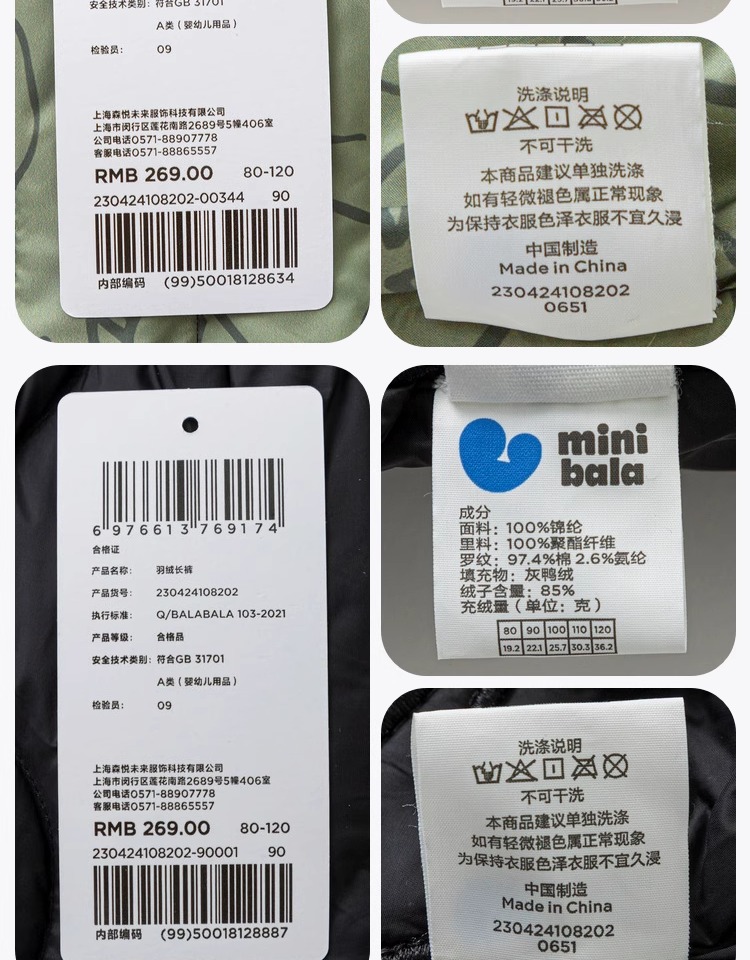 安全技术类别: 符合GB 31701
A类（婴幼儿用品）
检验员: 09
上海森悦未来服饰科技有限公司
上海市闵行区莲花南路2689号5幢406室
公司电话0571-88907778
客服电话0571-88865557
RMB 269.00 80-120
230424108202-00344 90
内部编码 (99)50018128634
19.2 22.1 25.7 30.3 36.2
洗涤说明
不可干洗
本商品建议单独洗涤
如有轻微褪色属正常现象
为保持衣服色泽衣服不宜久浸
中国制造
Made in China
230424108202
0651
6 976613 769174
合格证
产品名称: 羽绒长裤
产品货号: 230424108202
执行标准: Q/BALABALA 103-2021
产品等级: 合格品
安全技术类别: 符合GB 31701
A类（婴幼儿用品）
检验员: 09
上海森悦未来服饰科技有限公司
上海市闵行区莲花南路2689号5幢406室
公司电话0571-88907778
客服电话0571-88865557
RMB 269.00 80-120
230424108202-90001 90
内部编码 (99)50018128887
mini
bala
成分
面料: 100%锦纶
里料: 100%聚酯纤维
罗纹: 97.4%棉 2.6%氨纶
填充物: 灰鸭绒
绒子含量: 85%
充绒量（单位: 克）
80 90 100 110 120
19.2 22.1 25.7 30.3 36.2
洗涤说明
不可干洗
本商品建议单独洗涤
如有轻微褪色属正常现象
为保持衣服色泽衣服不宜久浸
中国制造
Made in China
230424108202
0651